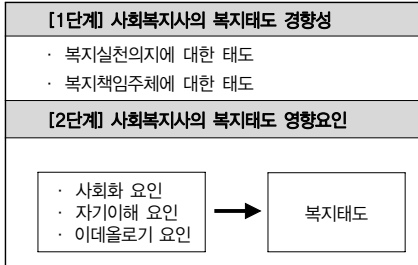 [1단계] 사회복지사의 복지태도 경향성
· 복지실천의지에 대한 태도
· 복지책임주체에 대한 태도
[2단계] 사회복지사의 복지태도 영향요인
· 사회화 요인
· 자기이해 요인
· 이데올로기 요인
복지태도